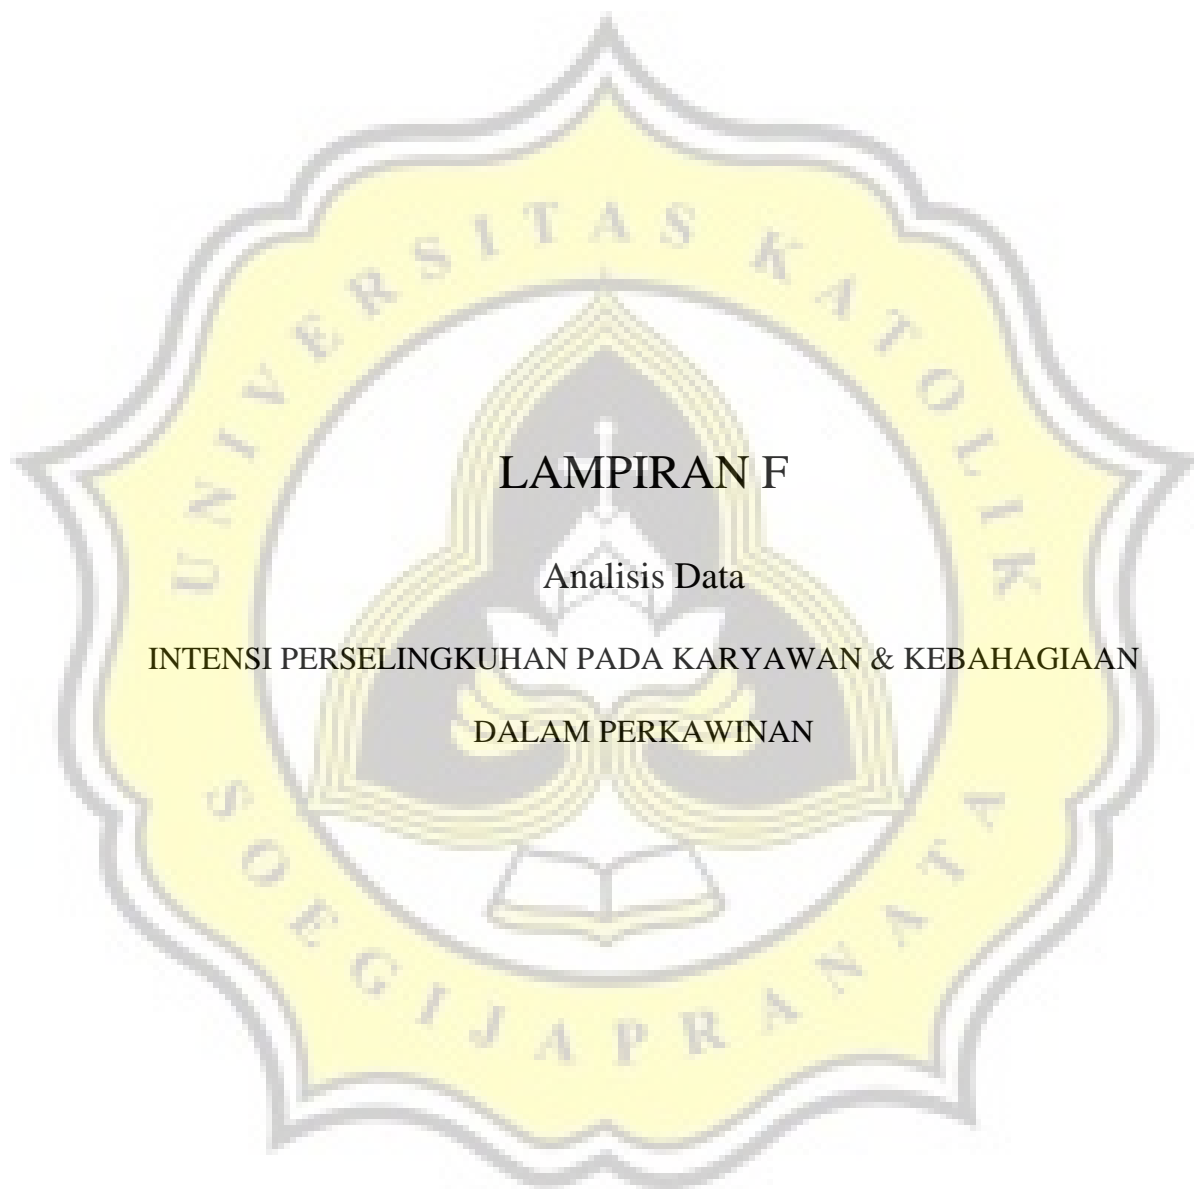 UNIVERSITAS KATOLIK
LAMPIRAN F
Analisis Data
INTENSI PERSELINGKUHAN PADA KARYAWAN & KEBAHAGIAAN
DALAM PERKAWINAN
SOEGIJAPRANATA